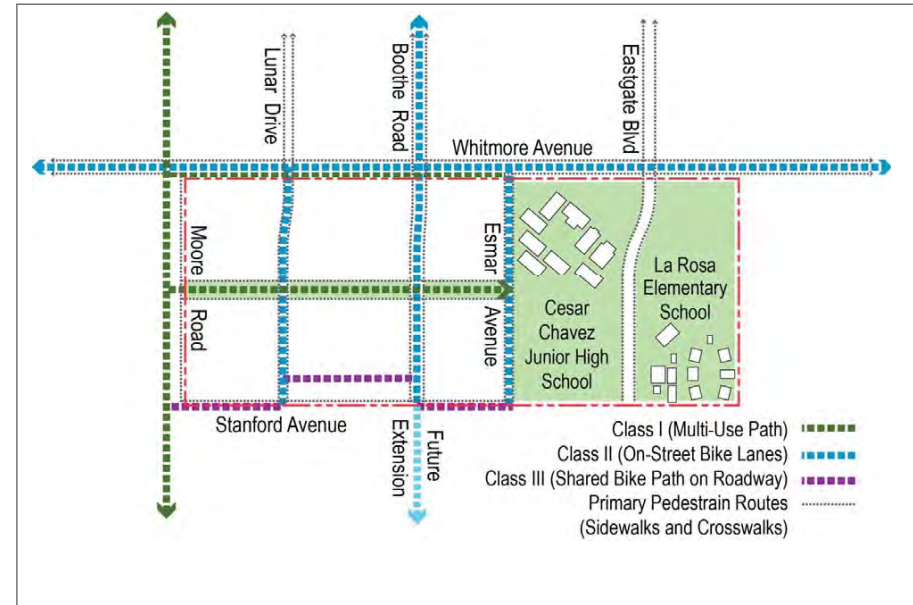 Lunar Drive
Boothe Road
Eastgate Blvd
Whitmore Avenue
Moore Road
Esmar Avenue
La Rosa
Elementary
School
Cesar
Chavez
Junior High
School
Stanford Avenue
Future
Extension
Class I (Multi-Use Path)
Class II (On-Street Bike Lanes)
Class III (Shared Bike Path on Roadway)
Primary Pedestrain Routes
(Sidewalks and Crosswalks)